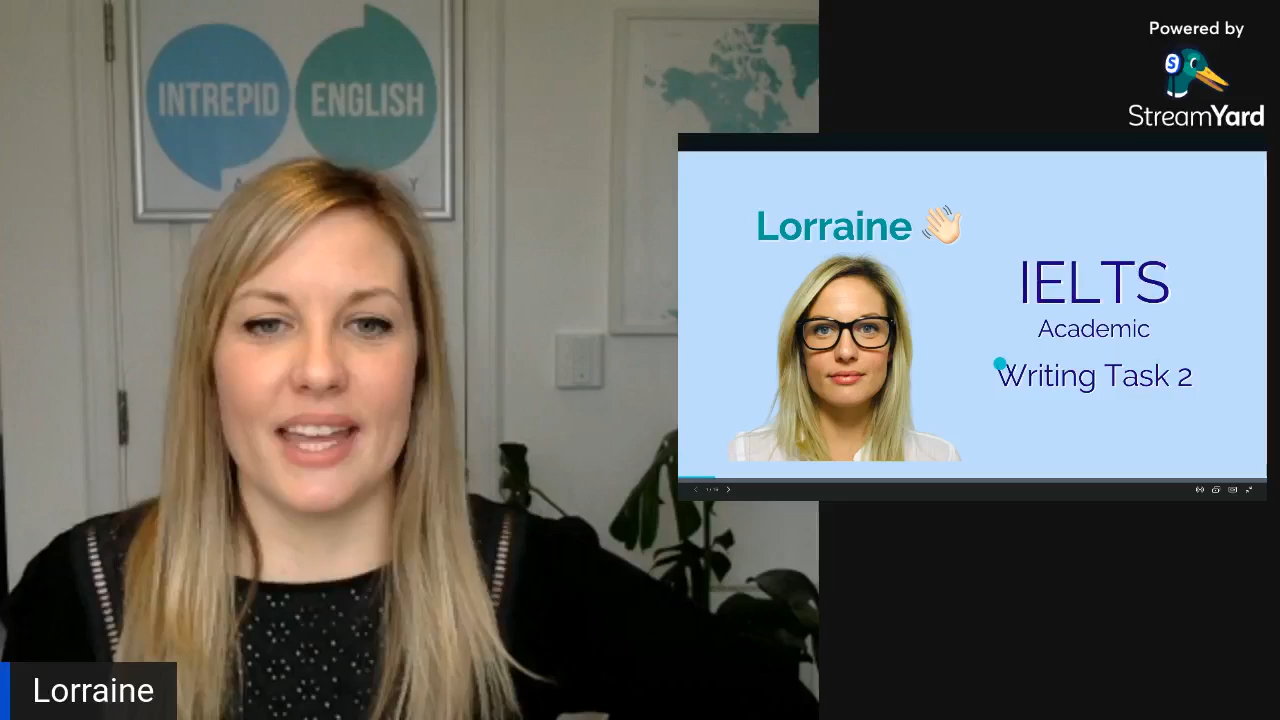 INTREPID
ENGLISH
Y
Powered by
StreamYard
Lorraine
IELTS
Academic
Writing Task 2
Lorraine